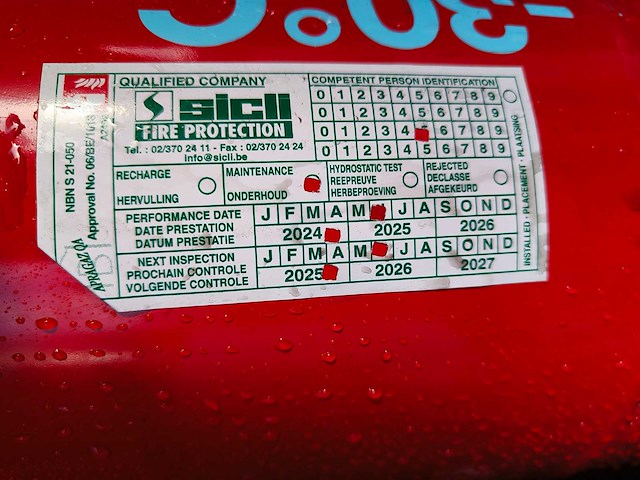 -30°C
QUALIFIED COMPANY
sicli
FIRE PROTECTION
Tel. : 02/370 24 11 - Fax : 02/370 24 24
info@sicli.be
COMPETENT PERSON IDENTIFICATION
0 1 2 3 4 5 6 7 8 9
0 1 2 3 4 5 6 7 8 9
0 1 2 3 4 6 7 8 9
0 1 2 3 4 5 6 7 8 9
RECHARGE
HERVULLING
MAINTENANCE
ONDERHOUD
HYDROSTATIC TEST
REEPREUVE
HERBEPROEVING
REJECTED
DECLASSE
AFGEKEURD
PERFORMANCE DATE
DATE PRESTATION
DATUM PRESTATIE
J F M A M J A S O N D
2024 2025 2026
NEXT INSPECTION
PROCHAIN CONTROLE
VOLGENDE CONTROLE
J F M A M J A S O N D
2025 2026 2027
NBN S 21-050
APRAGAZ QA
INSTALLED - PLACEMENT - PLAATSING